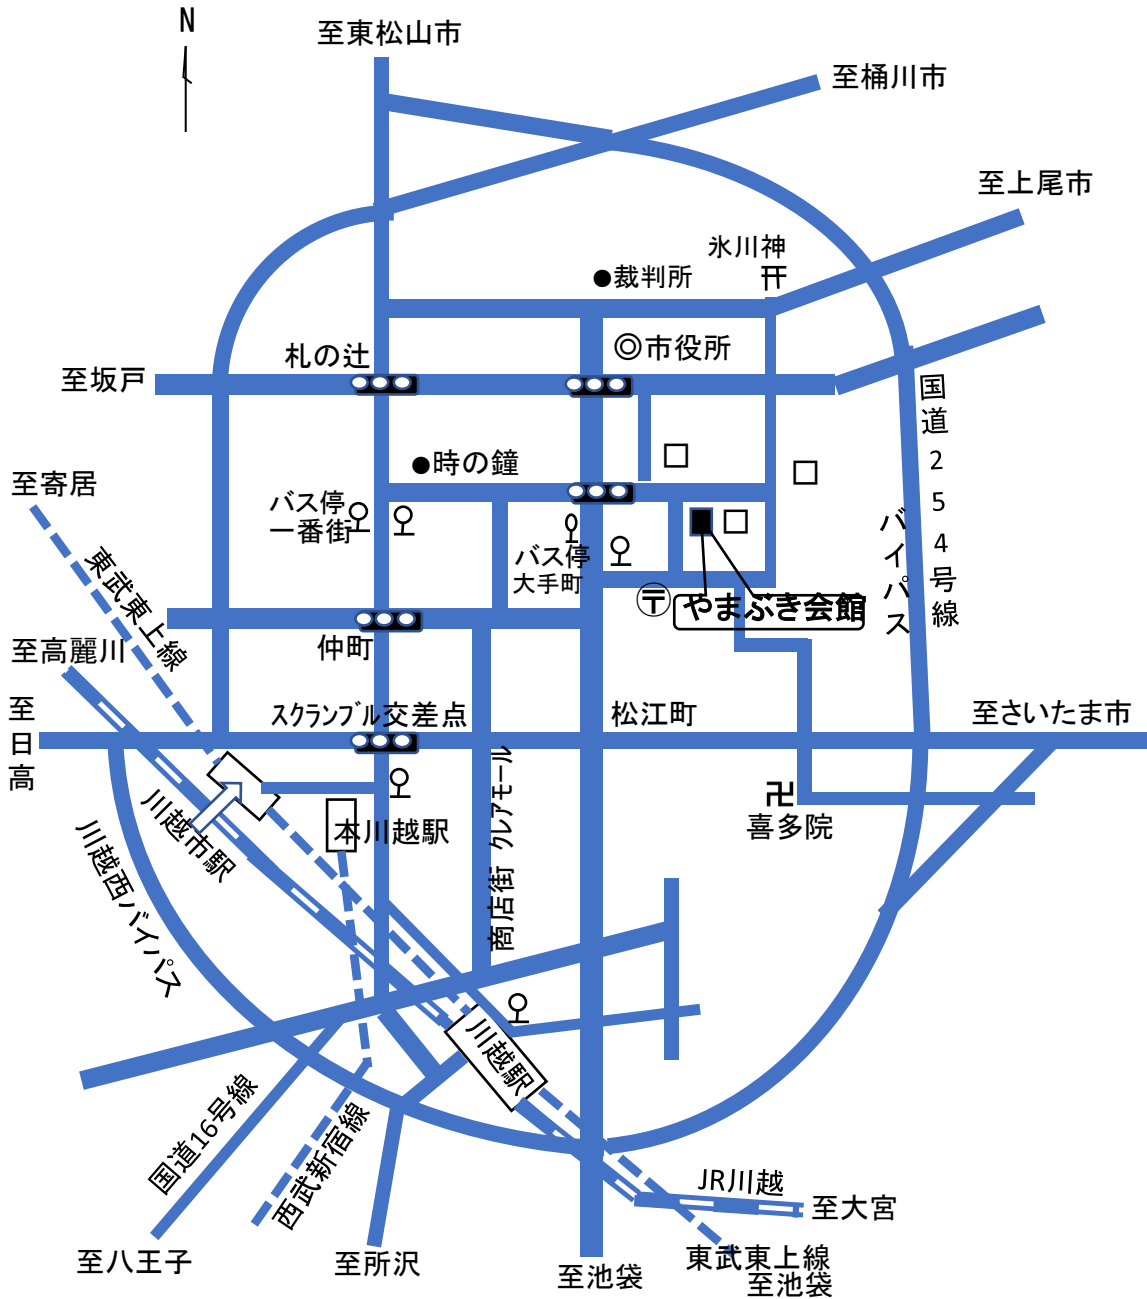 N
至東松山市
至桶川市
至上尾市
氷川神
●裁判所
◎市役所
札の辻
至坂戸
国道254号線
バイパス
●時の鐘
至寄居
バス停
一番街
バス停
大手町
東武東上線
〒
やまぶき会館
至高麗川
仲町
至日高
スクランブル交差点
松江町
至さいたま市
商店街 クレアモール
川越市駅
本川越駅
卍
喜多院
川越西バイパス
川越駅
国道16号線
西武新宿線
JR川越
至大宮
至八王子
至所沢
至池袋
東武東上線
至池袋